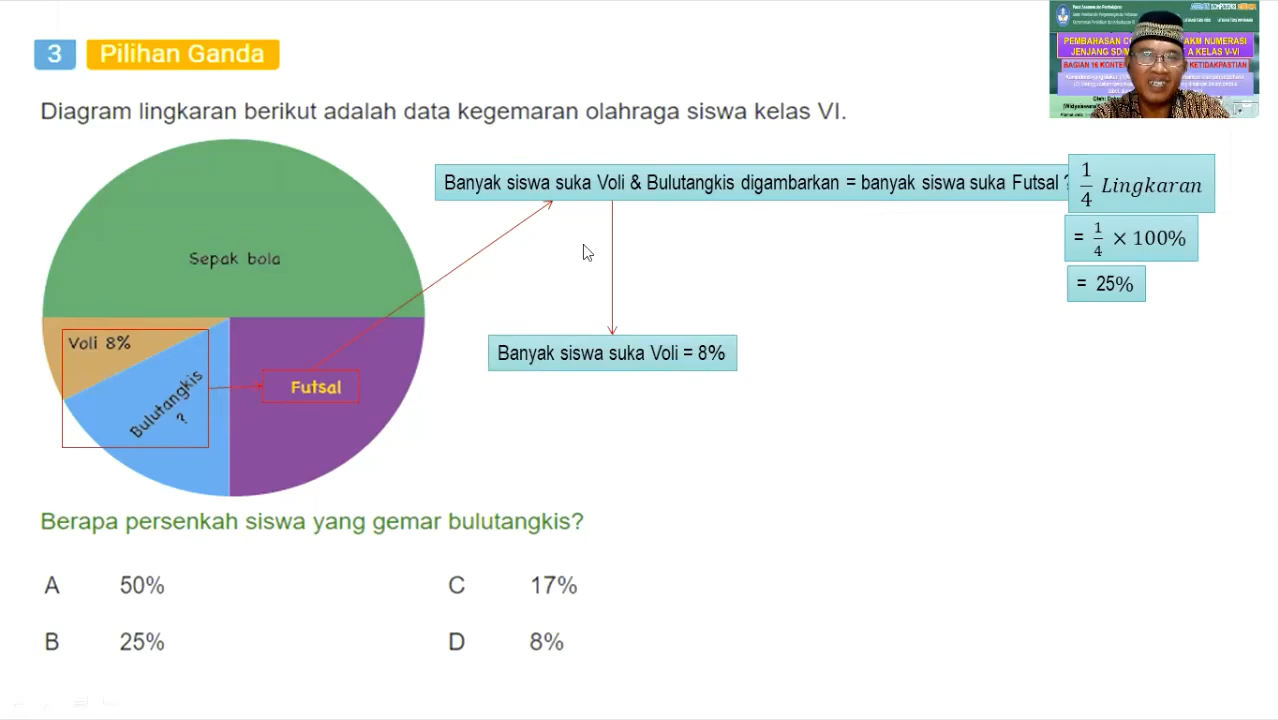 3 Pilihan Ganda
PEMBAHASAN
AKM NUMERASI
JENJANG SD/M
A KELAS V-VI
BAGIAN 16 KONTEN
KETIDAKPASTIAN
Diagram lingkaran berikut adalah data kegemaran olahraga siswa kelas VI.
Sepak bola
Voli 8%
Bulutangkis
?
Futsal
Banyak siswa suka Voli & Bulutangkis digambarkan = banyak siswa suka Futsal ?
1/4 Lingkaran
= 1/4 × 100%
= 25%
Banyak siswa suka Voli = 8%
Berapa persenkah siswa yang gemar bulutangkis?
A 50%
C 17%
B 25%
D 8%